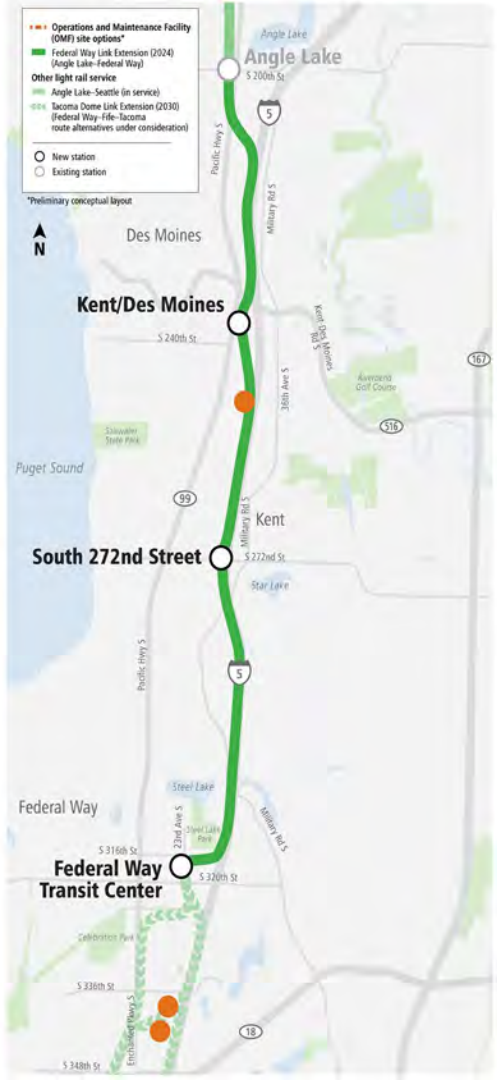 Operations and Maintenance Facility
(OMF) site options*
Federal Way Link Extension (2024)
(Angle Lake–Federal Way)
Other light rail service
Angle Lake–Seattle (in service)
Tacoma Dome Link Extension (2030)
(Federal Way–Fife–Tacoma
route alternatives under consideration)
New station
Existing station
*Preliminary conceptual layout
N
Angle Lake
Angle Lake
S 200th St
5
Pacific Hwy S
Military Rd S
Des Moines
Kent/Des Moines
S 240th St
Kent Des Moines
Rd S
36th Ave S
167
Golf Course
516
Saltwater
State Park
Puget Sound
99
Military Rd S
Kent
South 272nd Street
S 272nd St
Star Lake
Pacific Hwy S
5
Steel Lake
Federal Way
23rd Ave S
Steel Lake
Park
Military Rd S
S 316th St
Federal Way
Transit Center
S 320th St
Celebration Park
S 336th St
Enchanted Pkwy S
18
S 348th St